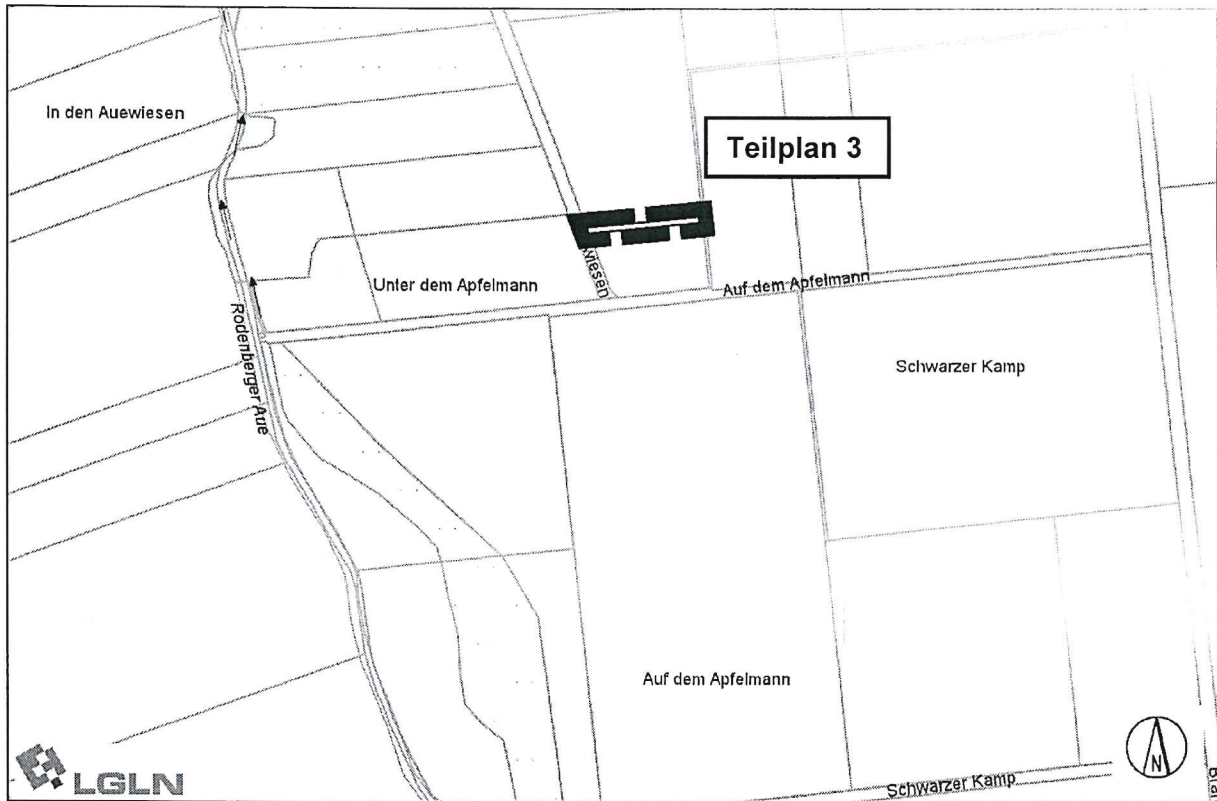 In den Auewiesen
Teilplan 3
Wiesen
Unter dem Apfelmann
Auf dem Apfelmann
Rodenberger Aue
Schwarzer Kamp
Auf dem Apfelmann
LGLN
N
Schwarzer Kamp